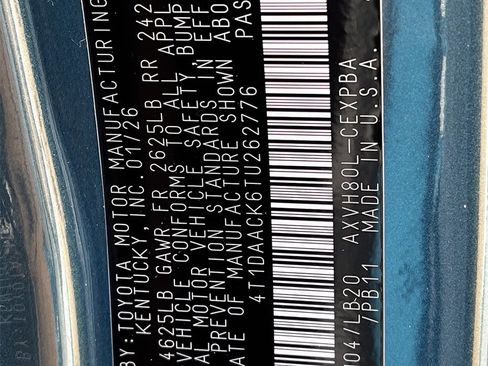 BY:TOYOTA MOTOR MANUFACTURING
KENTUCKY, INC. 01/26
4625LB GAWR FR 2625LB RR 242
VEHICLE CONFORMS TO ALL APPL
AL MOTOR VEHICLE SAFETY, BUMP
PREVENTION STANDARDS IN EFF
ATE OF MANUFACTURE SHOWN ABO
4T1DAACK6TU262776 PAS
04/LB20 AXVH80L-CEXPBA
/PB11 MADE IN U.S.A.